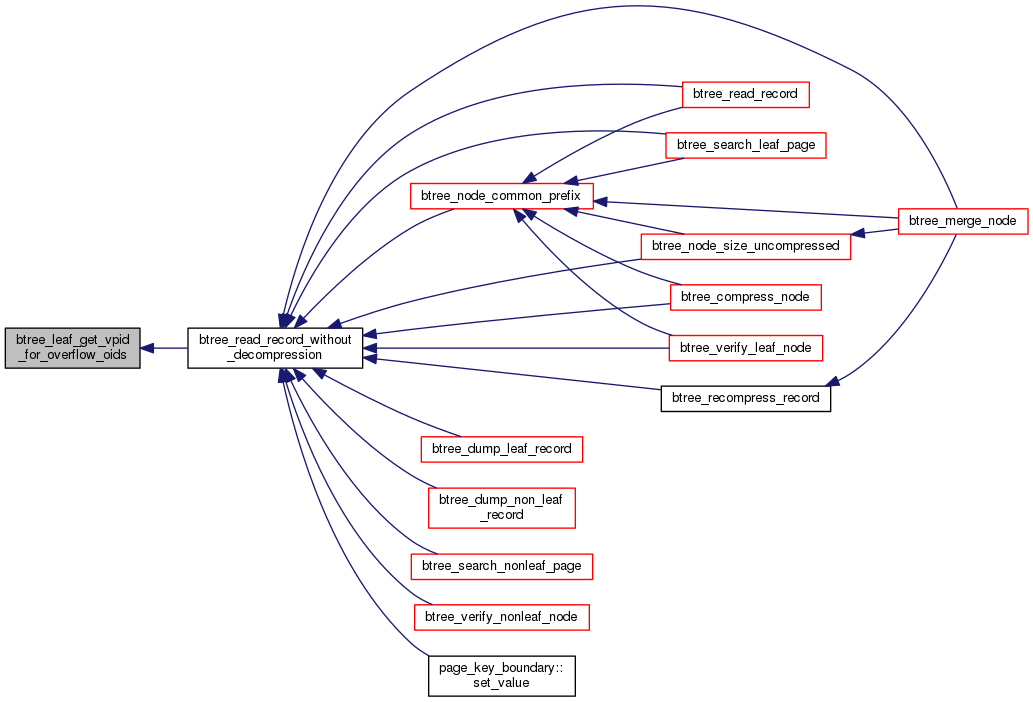 btree_leaf_get_vpid
_for_overflow_oids
btree_read_record_without
_decompression
btree_node_common_prefix
btree_read_record
btree_search_leaf_page
btree_merge_node
btree_node_size_uncompressed
btree_compress_node
btree_verify_leaf_node
btree_recompress_record
btree_dump_leaf_record
btree_dump_non_leaf
_record
btree_search_nonleaf_page
btree_verify_nonleaf_node
page_key_boundary::
set_value